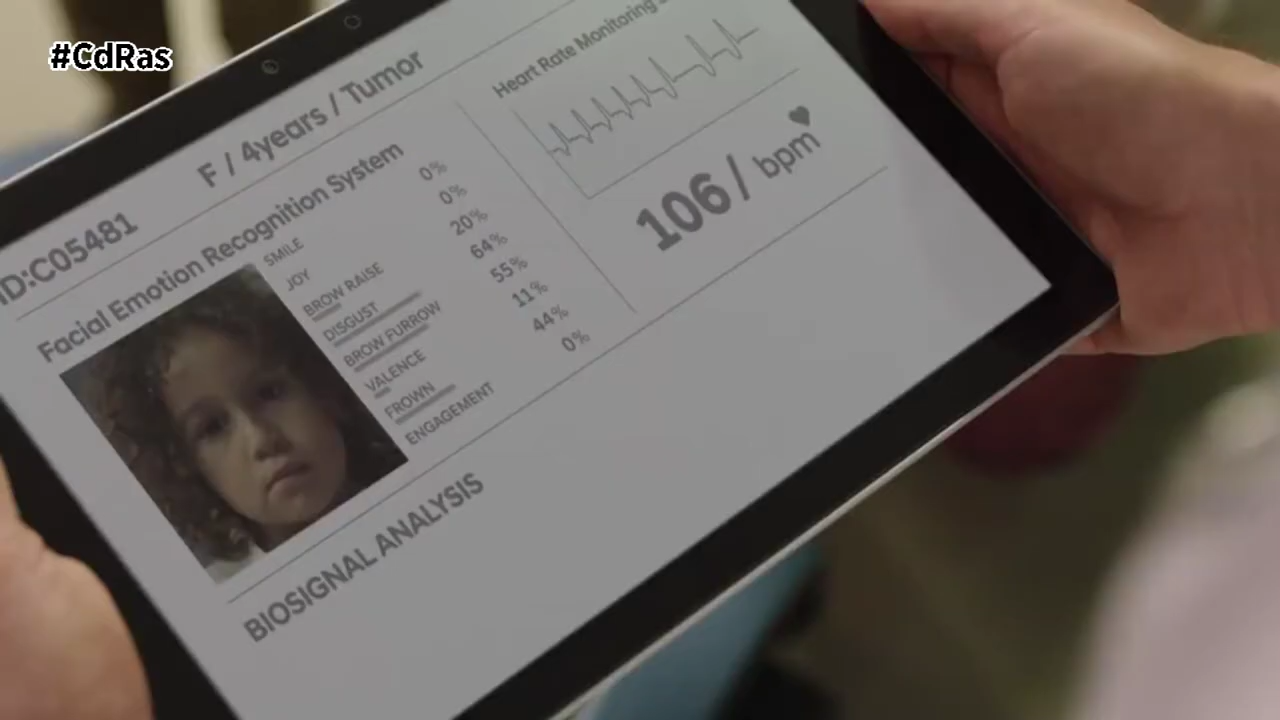 #CdRas
ID:C05481
F / 4years / Tumor
Facial Emotion Recognition System
SMILE 0%
JOY 0%
BROW RAISE 20%
DISGUST 64%
BROW FURROW 55%
VALENCE 11%
FROWN 44%
ENGAGEMENT 0%
Heart Rate Monitoring
106/ bpm
BIOSIGNAL ANALYSIS